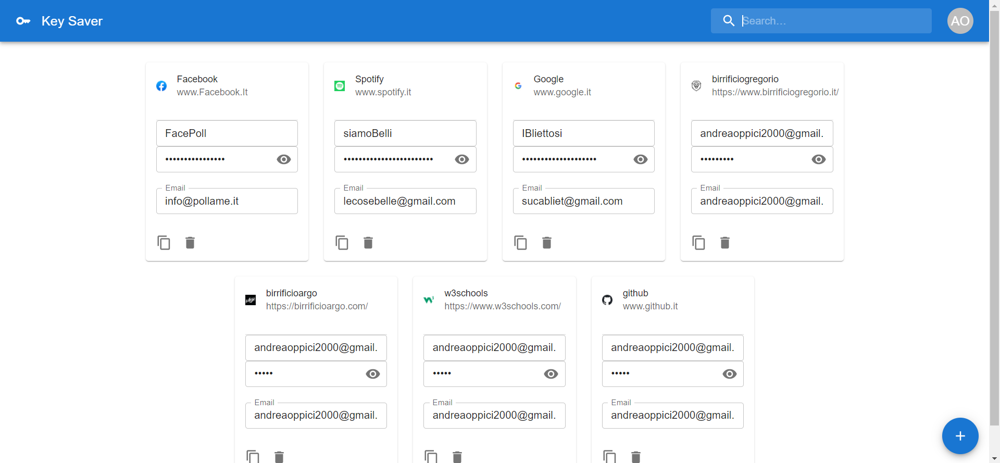 Key Saver
Search...
AO
Facebook
www.Facebook.It
FacePoll
••••••••••••••••
Email
info@pollame.it
Spotify
www.spotify.it
siamoBelli
••••••••••••••••••••••••
Email
lecosebelle@gmail.com
Google
www.google.it
IBliettosi
••••••••••••••••••••
Email
sucabliet@gmail.com
birrificiogregorio
https://www.birrificiogregorio.it/
andreaoppici2000@gmail.
•••••••••
Email
andreaoppici2000@gmail.
birrificioargo
https://birrificioargo.com/
andreaoppici2000@gmail.
•••••
Email
andreaoppici2000@gmail.
w3schools
https://www.w3schools.com/
andreaoppici2000@gmail.
•••••
Email
andreaoppici2000@gmail.
github
www.github.it
andreaoppici2000@gmail.
•••••
Email
andreaoppici2000@gmail.